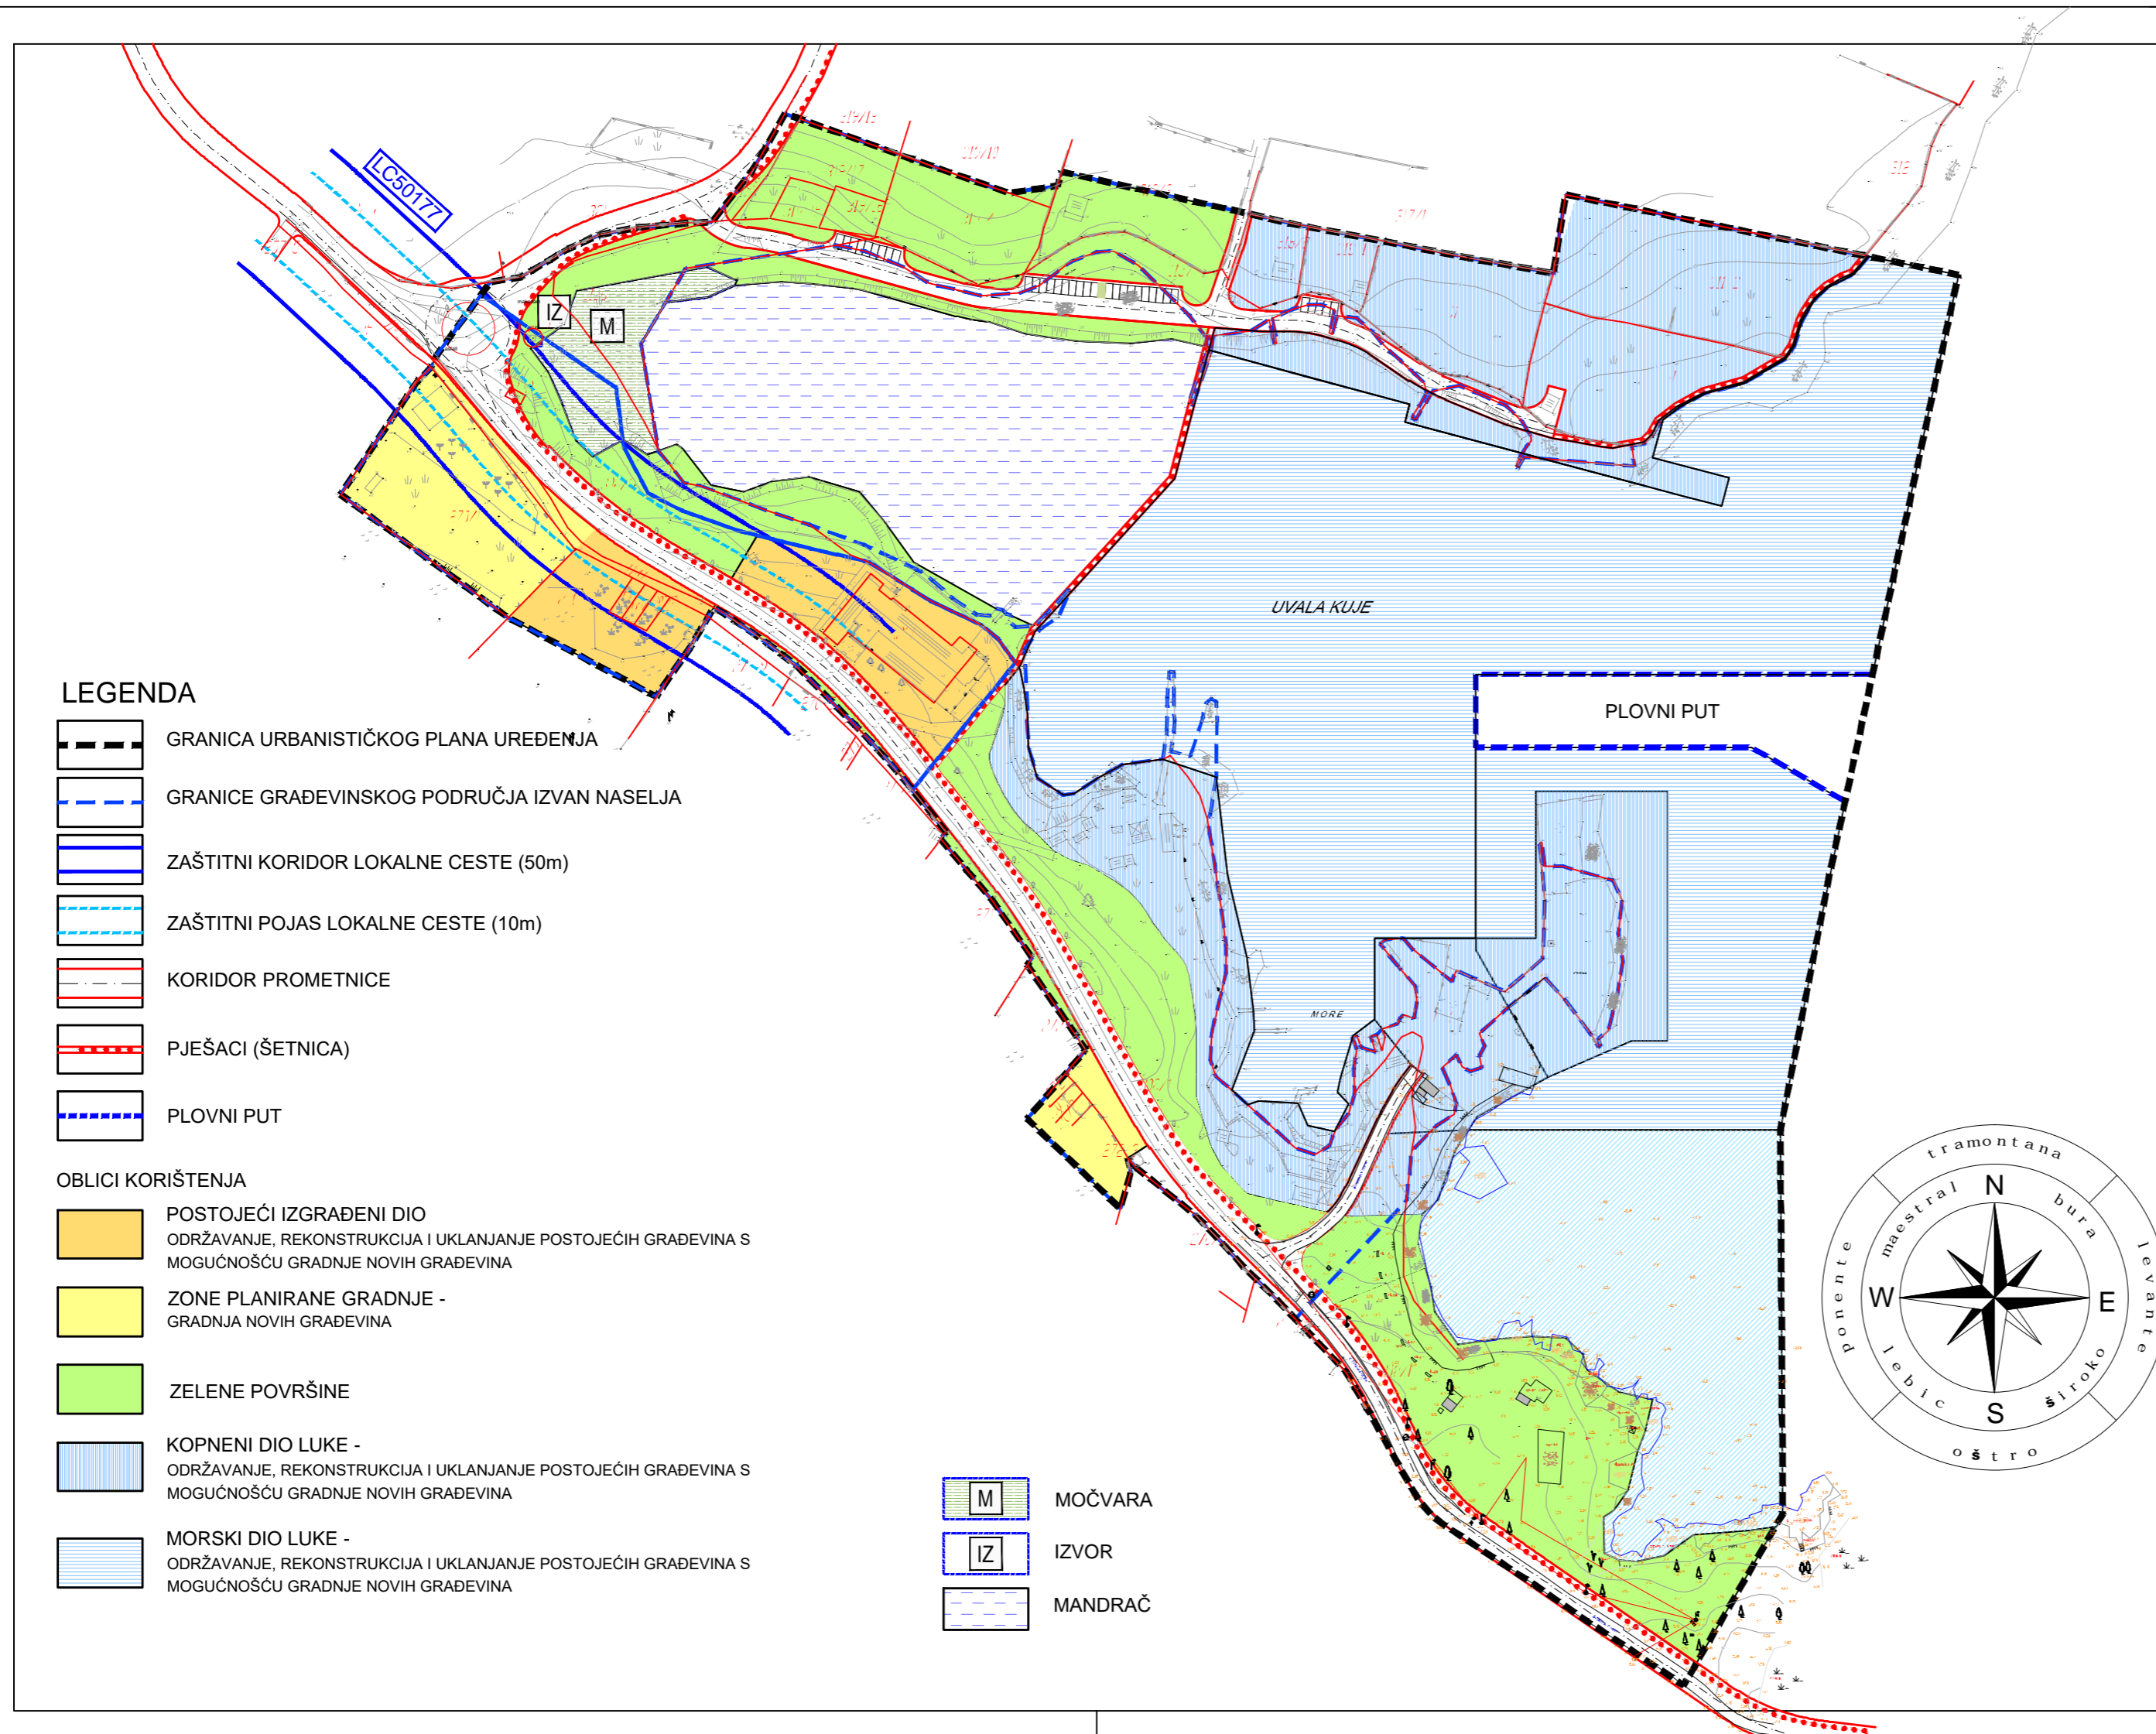 LC50177
IZ
M
UVALA KUJE
PLOVNI PUT
MORE
LEGENDA
GRANICA URBANISTIČKOG PLANA UREĐENJA
GRANICE GRAĐEVINSKOG PODRUČJA IZVAN NASELJA
ZAŠTITNI KORIDOR LOKALNE CESTE (50m)
ZAŠTITNI POJAS LOKALNE CESTE (10m)
KORIDOR PROMETNICE
PJEŠACI (ŠETNICA)
PLOVNI PUT
OBLICI KORIŠTENJA
POSTOJEĆI IZGRAĐENI DIO
ODRŽAVANJE, REKONSTRUKCIJA I UKLANJANJE POSTOJEĆIH GRAĐEVINA S
MOGUĆNOŠĆU GRADNJE NOVIH GRAĐEVINA
ZONE PLANIRANE GRADNJE -
GRADNJA NOVIH GRAĐEVINA
ZELENE POVRŠINE
KOPNENI DIO LUKE -
ODRŽAVANJE, REKONSTRUKCIJA I UKLANJANJE POSTOJEĆIH GRAĐEVINA S
MOGUĆNOŠĆU GRADNJE NOVIH GRAĐEVINA
MORSKI DIO LUKE -
ODRŽAVANJE, REKONSTRUKCIJA I UKLANJANJE POSTOJEĆIH GRAĐEVINA S
MOGUĆNOŠĆU GRADNJE NOVIH GRAĐEVINA
M
MOČVARA
IZ
IZVOR
MANDRAČ
tramontana
maestral
N
bura
ponente
W
E
levante
lebic
S
široko
oštro